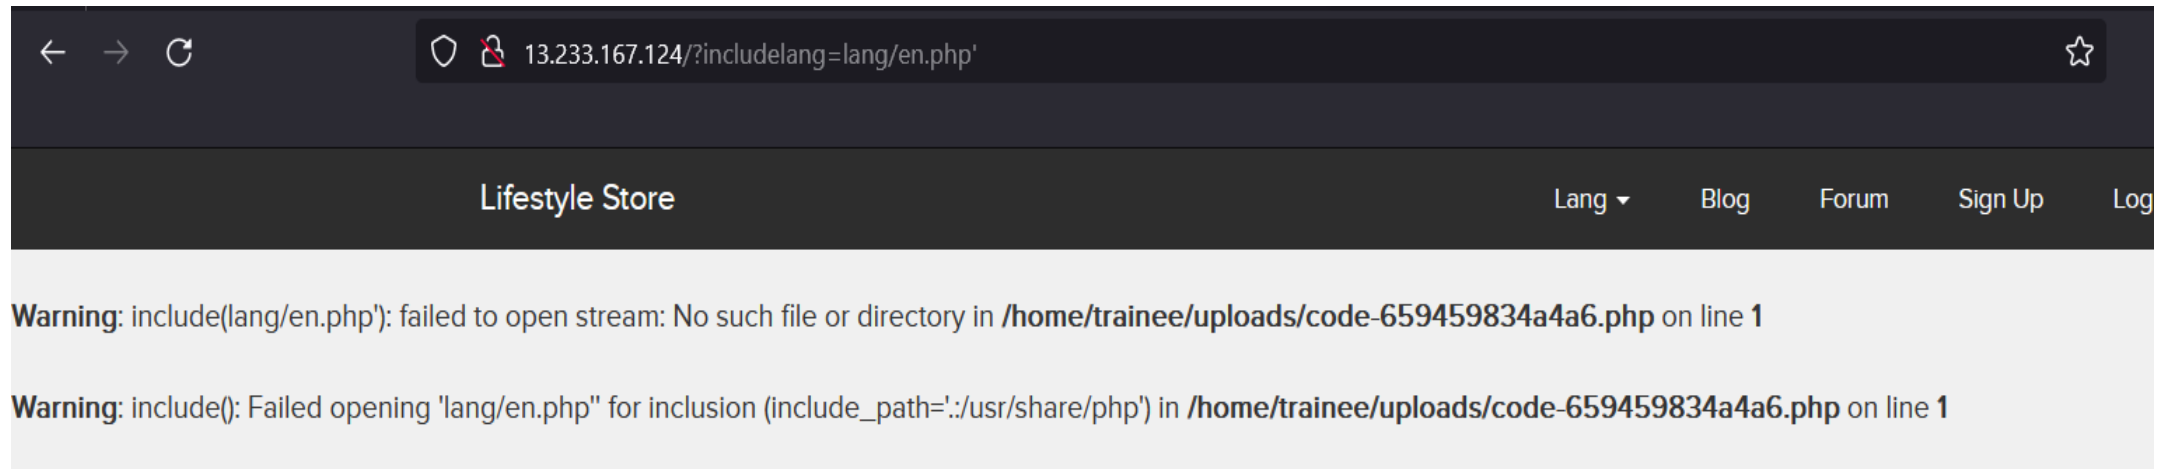 13.233.167.124/?includelang=lang/en.php'
Lifestyle Store Lang Blog Forum Sign Up Log
Warning: include(lang/en.php'): failed to open stream: No such file or directory in /home/trainee/uploads/code-659459834a4a6.php on line 1
Warning: include(): Failed opening 'lang/en.php'' for inclusion (include_path='.:/usr/share/php') in /home/trainee/uploads/code-659459834a4a6.php on line 1